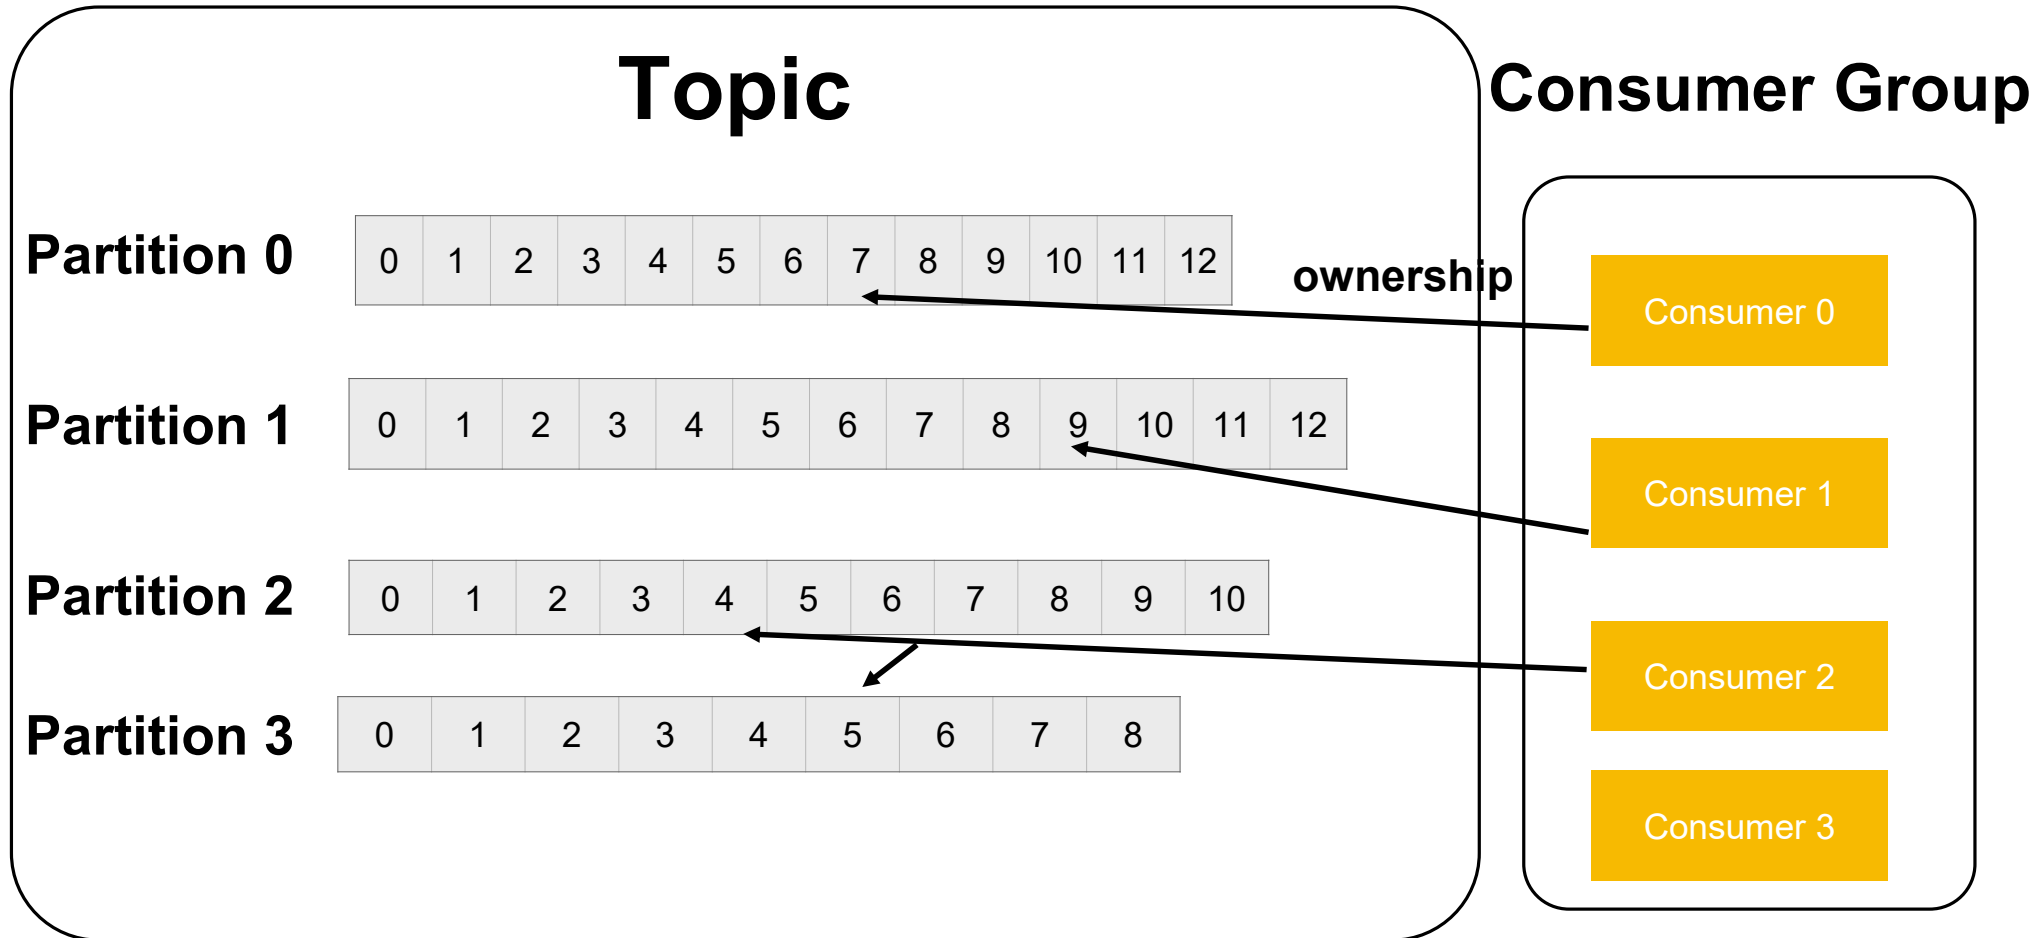 Topic
Consumer Group
Partition 0
0 1 2 3 4 5 6 7 8 9 10 11 12
ownership
Consumer 0
Partition 1
0 1 2 3 4 5 6 7 8 9 10 11 12
Consumer 1
Partition 2
0 1 2 3 4 5 6 7 8 9 10
Consumer 2
Partition 3
0 1 2 3 4 5 6 7 8
Consumer 3